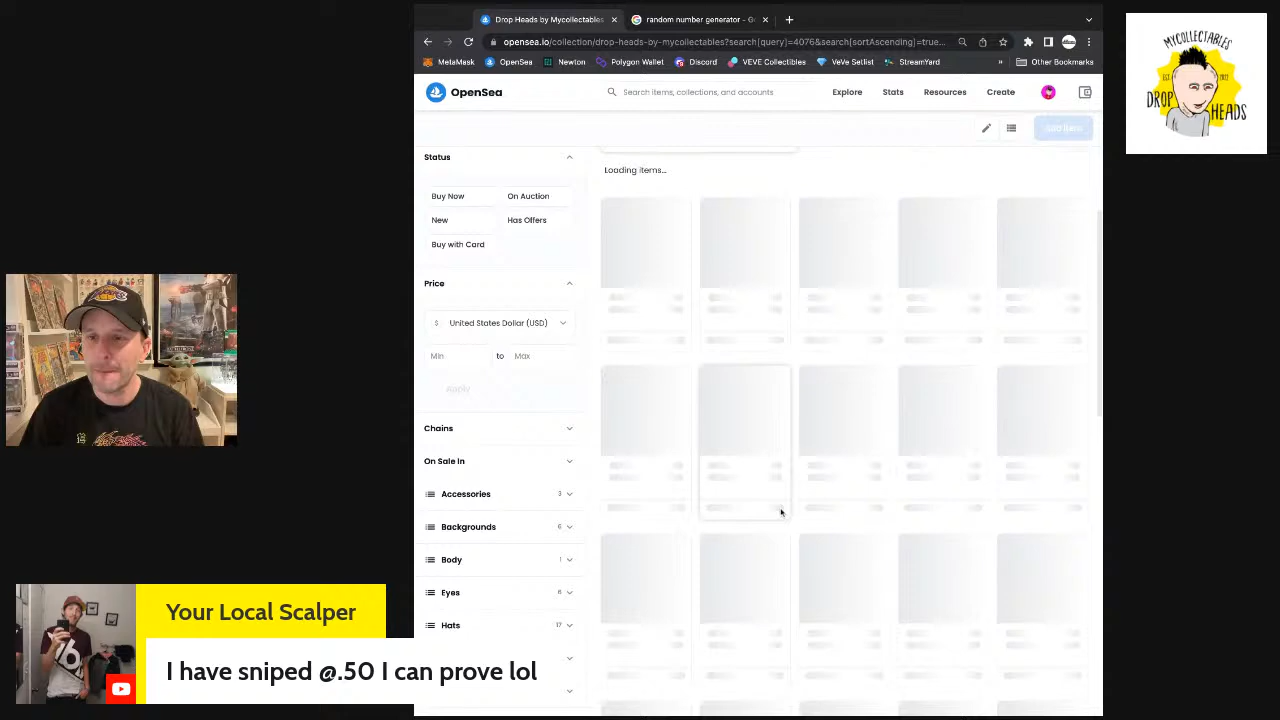 Drop Heads by Mycollectables
random number generator - G
opensea.io/collection/drop-heads-by-mycollectables?search[query]=4076&search[sortAscending]=true...
MetaMask
OpenSea
Newton
Polygon Wallet
Discord
VEVE Collectibles
VeVe Setlist
StreamYard
»
Other Bookmarks
OpenSea
Search items, collections, and accounts
Explore
Stats
Resources
Create
Add item
Status
Buy Now
On Auction
New
Has Offers
Buy with Card
Price
$ United States Dollar (USD)
Min
to
Max
Apply
Chains
On Sale In
Accessories 3
Backgrounds 6
Body 1
Eyes 6
Hats 17
Loading items...
MYCOLLECTABLES
EST
DROP
HEADS
Your Local Scalper
I have sniped @.50 I can prove lol